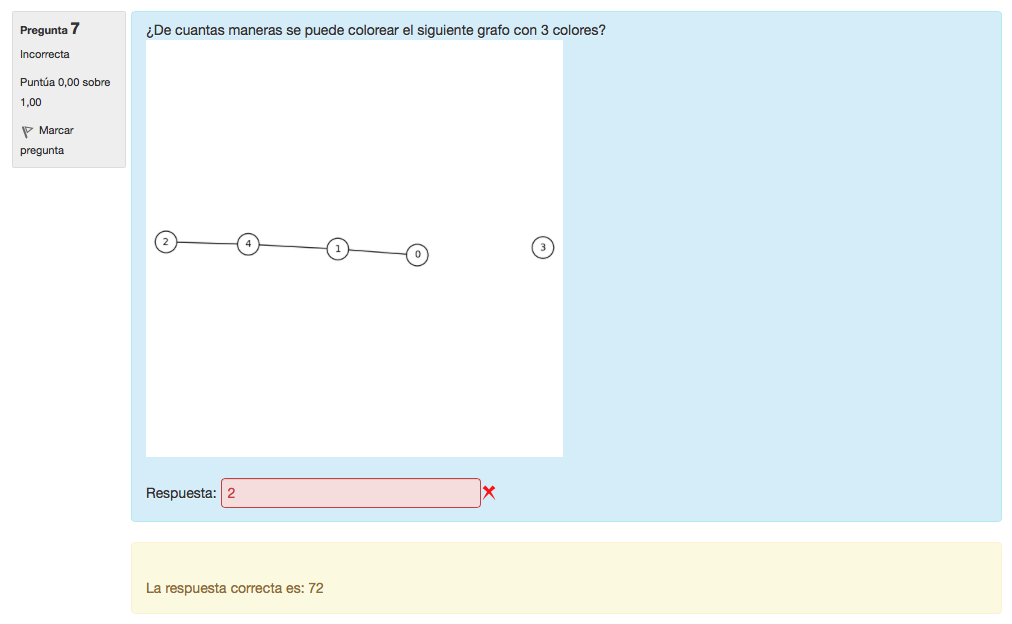 Pregunta 7
Incorrecta
Puntúa 0,00 sobre
1,00
Marcar
pregunta
¿De cuantas maneras se puede colorear el siguiente grafo con 3 colores?
2
4
1
0
3
Respuesta: 2
La respuesta correcta es: 72